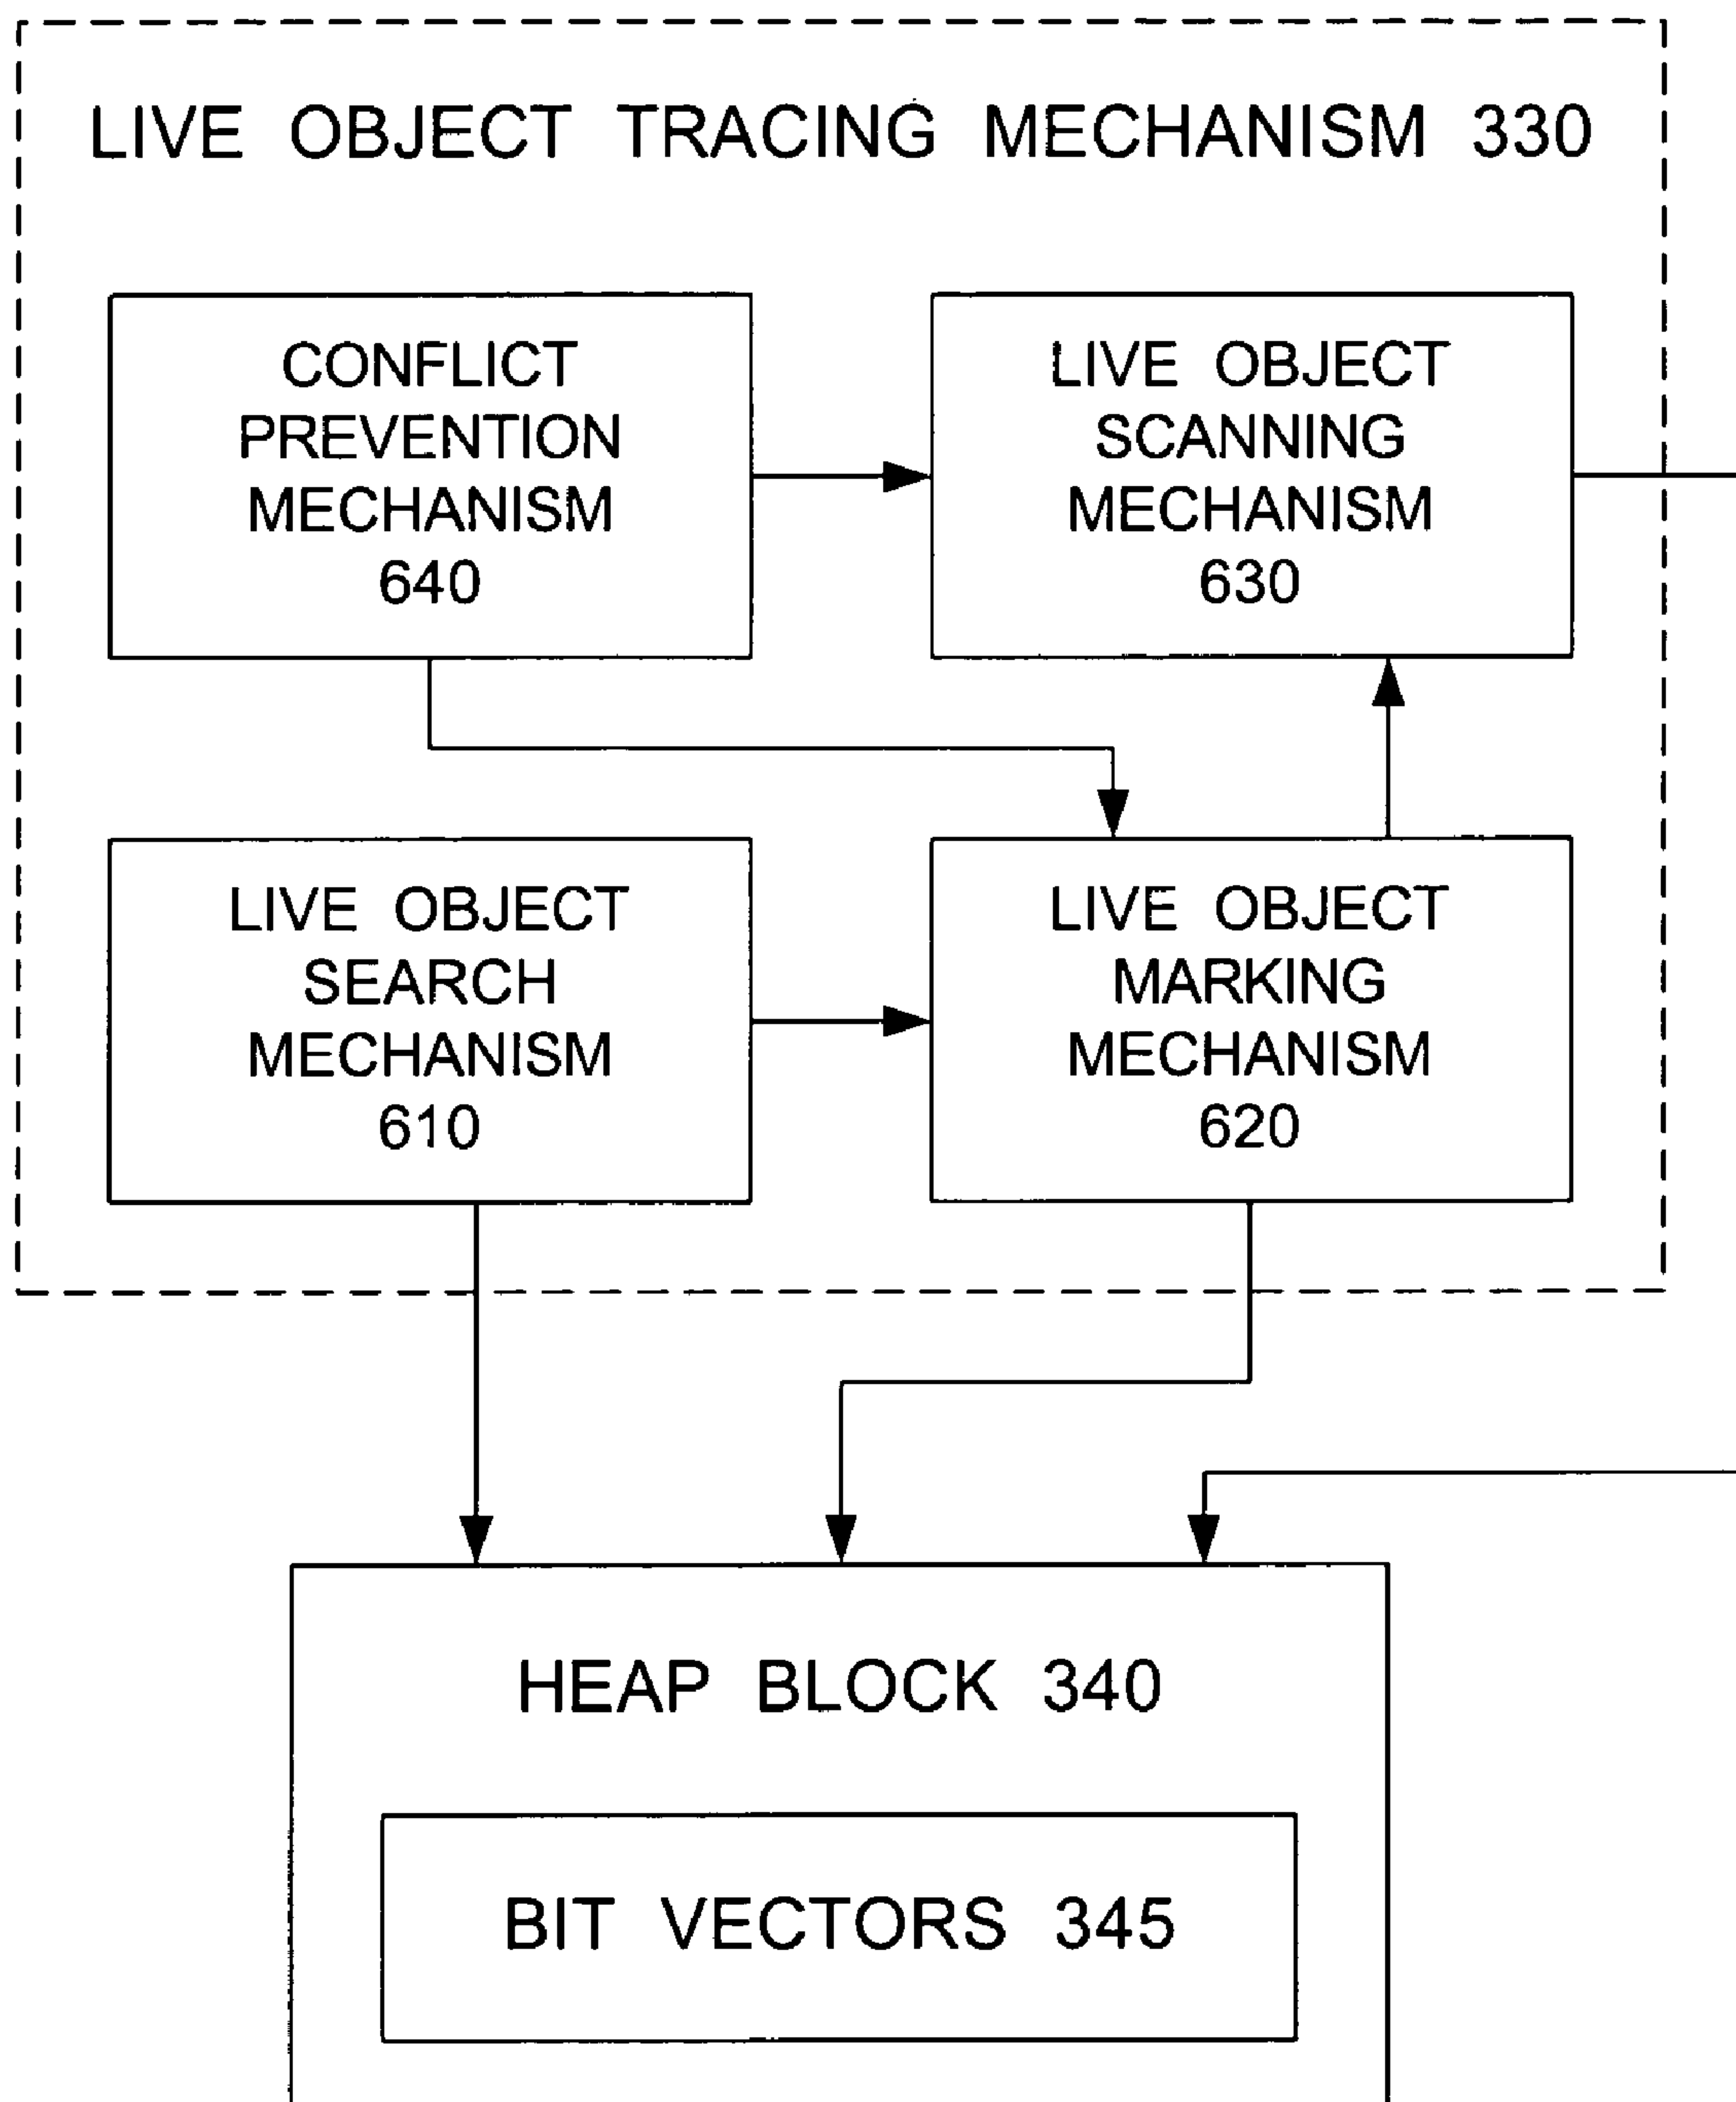 LIVE OBJECT TRACING MECHANISM 330
CONFLICT
PREVENTION
MECHANISM
640
LIVE OBJECT
SCANNING
MECHANISM
630
LIVE OBJECT
SEARCH
MECHANISM
610
LIVE OBJECT
MARKING
MECHANISM
620
HEAP BLOCK 340
BIT VECTORS 345